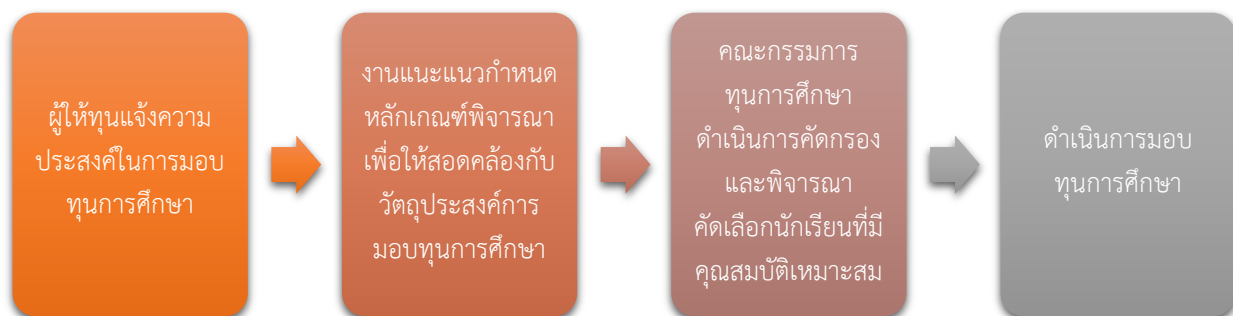 ผู้ให้ทุนแจ้งความ
ประสงค์ในการมอบ
ทุนการศึกษา
งานแนะแนวกำหนด
หลักเกณฑ์พิจารณา
เพื่อให้สอดคล้องกับ
วัตถุประสงค์การ
มอบทุนการศึกษา
คณะกรรมการ
ทุนการศึกษา
ดำเนินการคัดกรอง
และพิจารณา
คัดเลือกนักเรียนที่มี
คุณสมบัติเหมาะสม
ดำเนินการมอบ
ทุนการศึกษา